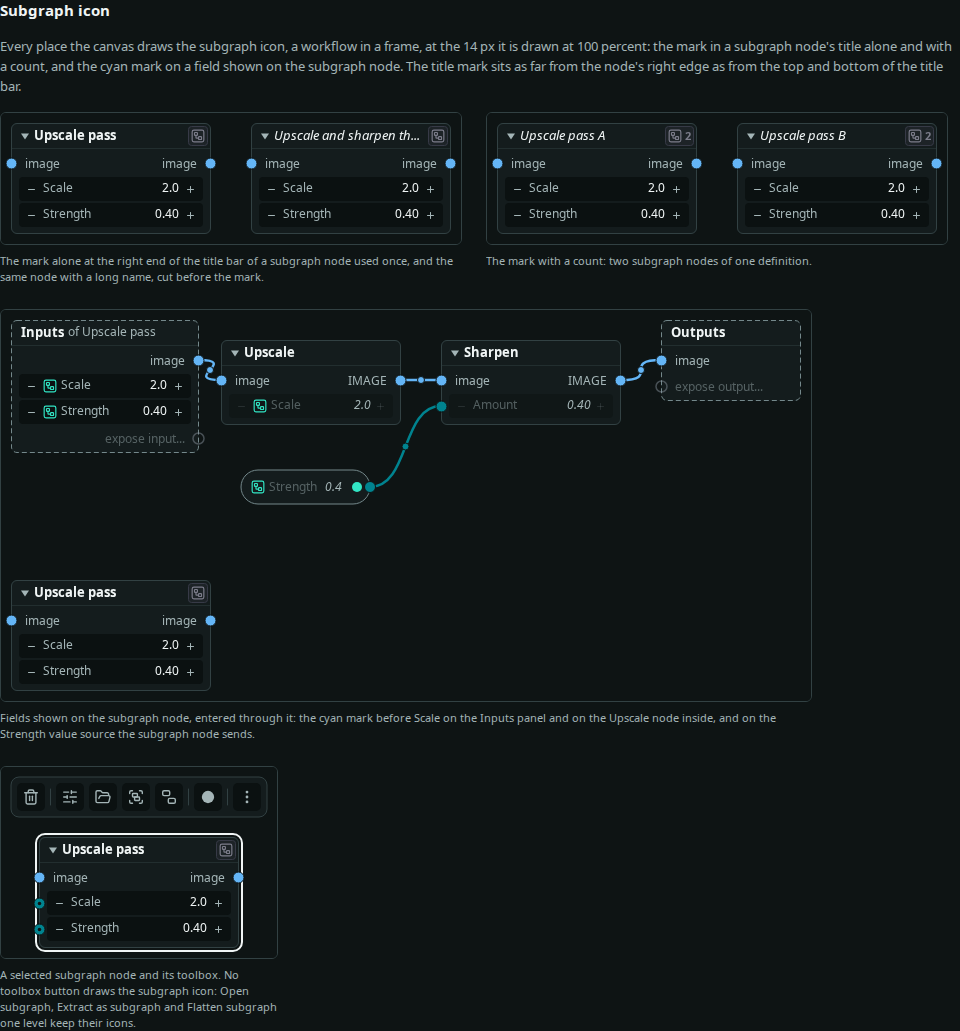 Subgraph icon
Every place the canvas draws the subgraph icon, a workflow in a frame, at the 14 px it is drawn at 100 percent: the mark in a subgraph node's title alone and with
a count, and the cyan mark on a field shown on the subgraph node. The title mark sits as far from the node's right edge as from the top and bottom of the title
bar.
Upscale pass
image image
− Scale 2.0 +
− Strength 0.40 +
Upscale and sharpen th...
image image
− Scale 2.0 +
− Strength 0.40 +
The mark alone at the right end of the title bar of a subgraph node used once, and the
same node with a long name, cut before the mark.
Upscale pass A 2
image image
− Scale 2.0 +
− Strength 0.40 +
Upscale pass B 2
image image
− Scale 2.0 +
− Strength 0.40 +
The mark with a count: two subgraph nodes of one definition.
Inputs of Upscale pass
image
− Scale 2.0 +
− Strength 0.40 +
expose input...
Upscale
image IMAGE
− Scale 2.0 +
Sharpen
image IMAGE
− Amount 0.40 +
Outputs
image
expose output...
Strength 0.4
Upscale pass
image image
− Scale 2.0 +
− Strength 0.40 +
Fields shown on the subgraph node, entered through it: the cyan mark before Scale on the Inputs panel and on the Upscale node inside, and on the
Strength value source the subgraph node sends.
Upscale pass
image image
− Scale 2.0 +
− Strength 0.40 +
A selected subgraph node and its toolbox. No
toolbox button draws the subgraph icon: Open
subgraph, Extract as subgraph and Flatten subgraph
one level keep their icons.